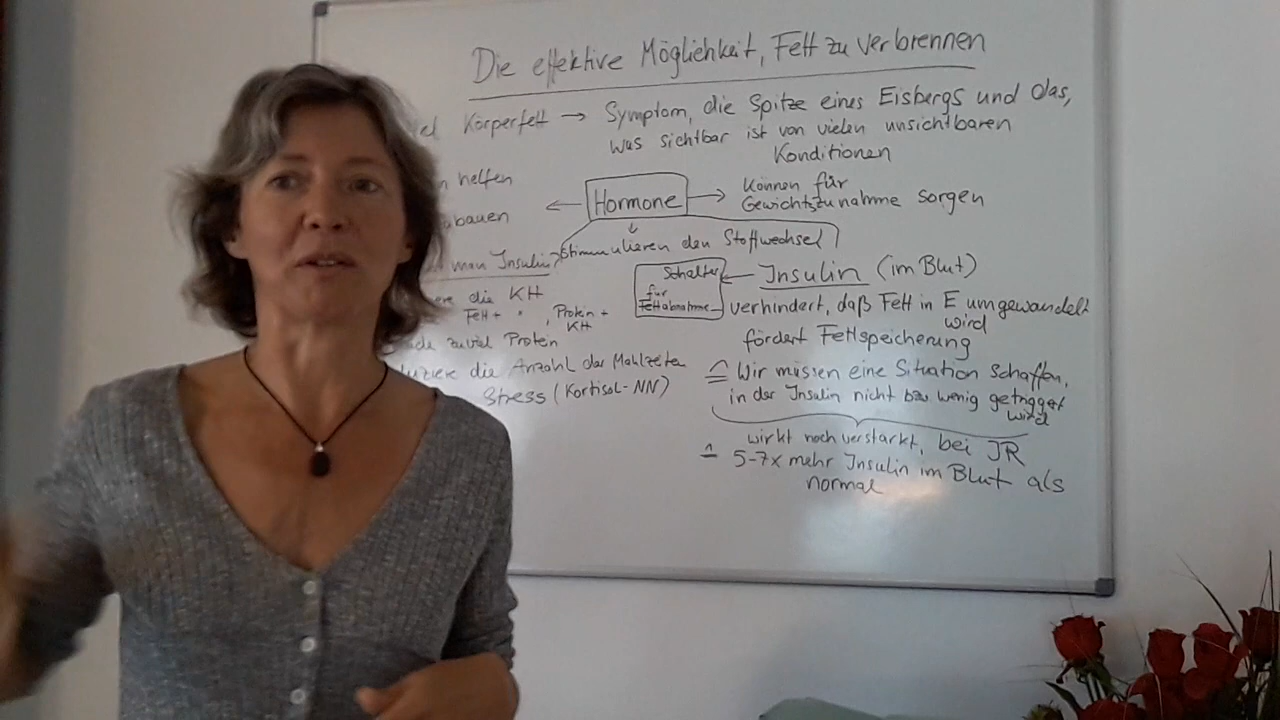 Die effektive Möglichkeit, Fett zu verbrennen
Körperfett → Symptom, die Spitze eines Eisbergs und das,
was sichtbar ist von vielen unsichtbaren
Konditionen
helfen
← Hormone → können für
Gewichtszunahme sorgen
abauen
↓
stimmulieren den Stoffwechsel
man Insulin?
Schalter
für
Fettabnahme
← Insulin (im Blut)
verhindert, daß Fett in E umgewandelt
wird
fördert Fettspeicherung
die KH
Fett + " , Protein +
KH
zuviel Protein
die Anzahl der Mahlzeiten
Stress (Kortisol-NN)
≙ Wir müssen eine Situation schaffen,
in der Insulin nicht bzw wenig getriggert
wird
wirkt noch verstärkt, bei JR
≙ 5-7x mehr Insulin im Blut als
normal